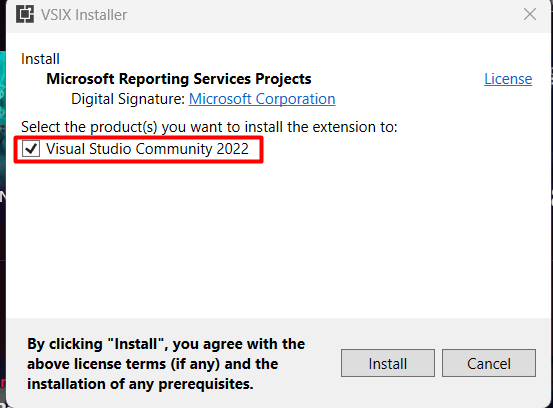 VSIX Installer
Install
Microsoft Reporting Services Projects
License
Digital Signature: Microsoft Corporation
Select the product(s) you want to install the extension to:
Visual Studio Community 2022
By clicking "Install", you agree with the
above license terms (if any) and the
installation of any prerequisites.
Install
Cancel